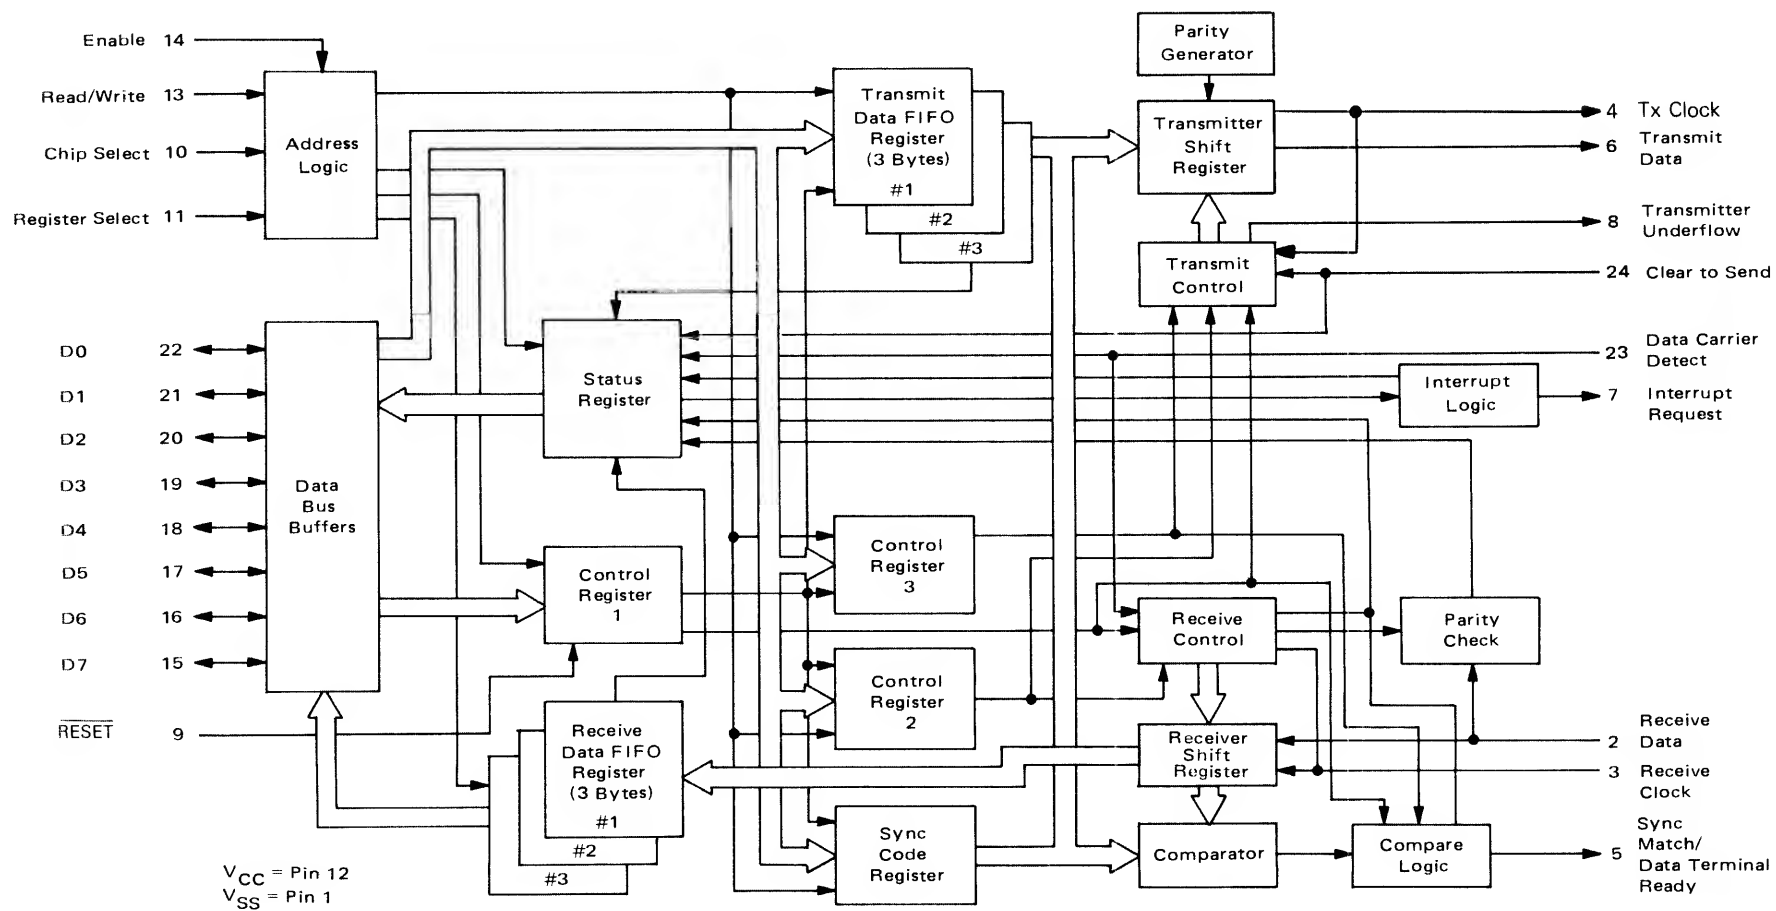 Enable 14
Read/Write 13
Chip Select 10
Register Select 11
Address
Logic
D0 22
D1 21
D2 20
D3 19
D4 18
D5 17
D6 16
D7 15
RESET 9
Data
Bus
Buffers
VCC = Pin 12
VSS = Pin 1
Status
Register
Control
Register
1
Receive
Data FIFO
Register
(3 Bytes)
#1
#2
#3
Transmit
Data FIFO
Register
(3 Bytes)
#1
#2
#3
Control
Register
3
Control
Register
2
Sync
Code
Register
Parity
Generator
Transmitter
Shift
Register
Transmit
Control
Receive
Control
Receiver
Shift
Register
Comparator
Interrupt
Logic
Parity
Check
Compare
Logic
4 Tx Clock
6 Transmit
Data
8 Transmitter
Underflow
24 Clear to Send
23 Data Carrier
Detect
7 Interrupt
Request
2 Receive
Data
3 Receive
Clock
5 Sync
Match/
Data Terminal
Ready